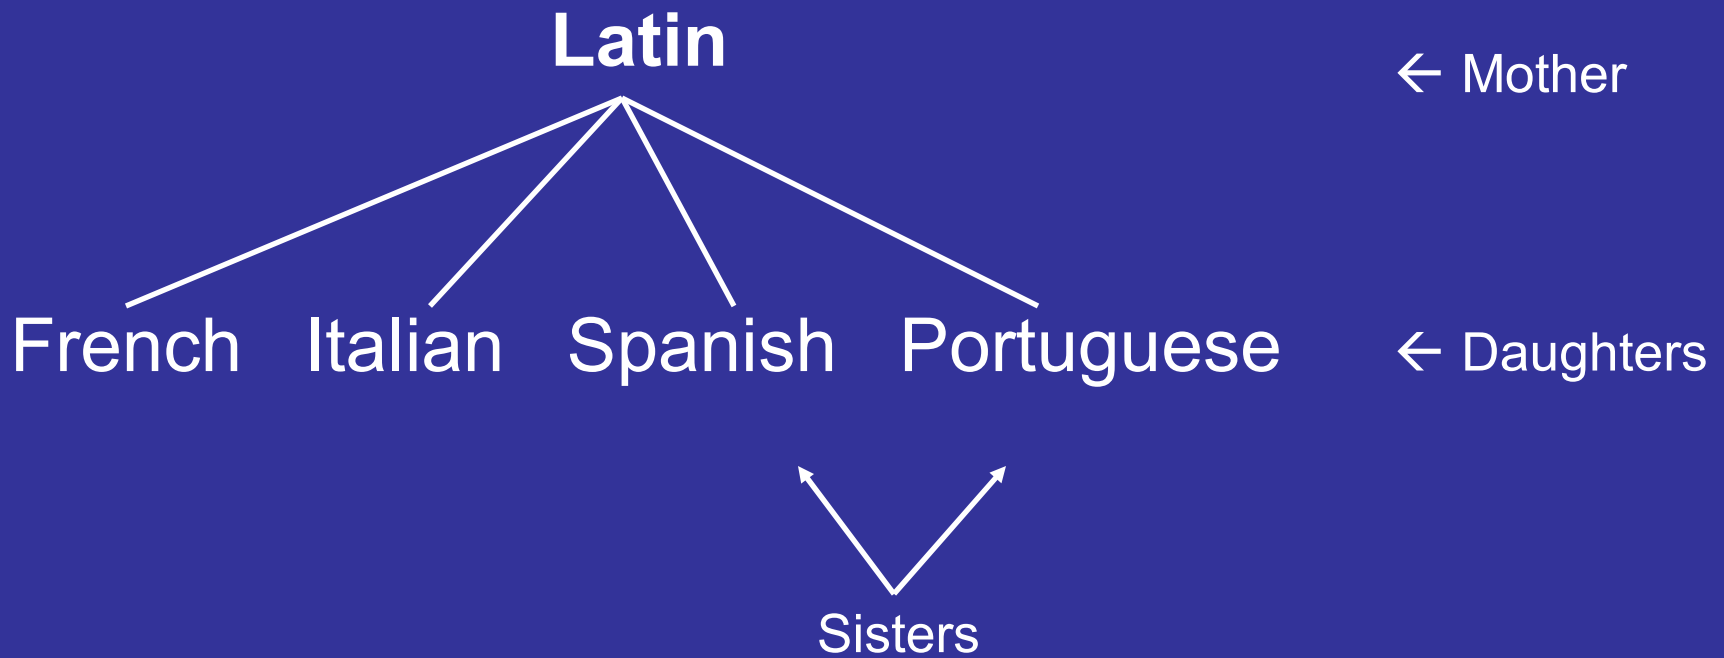 Latin
← Mother
French Italian Spanish Portuguese
← Daughters
Sisters